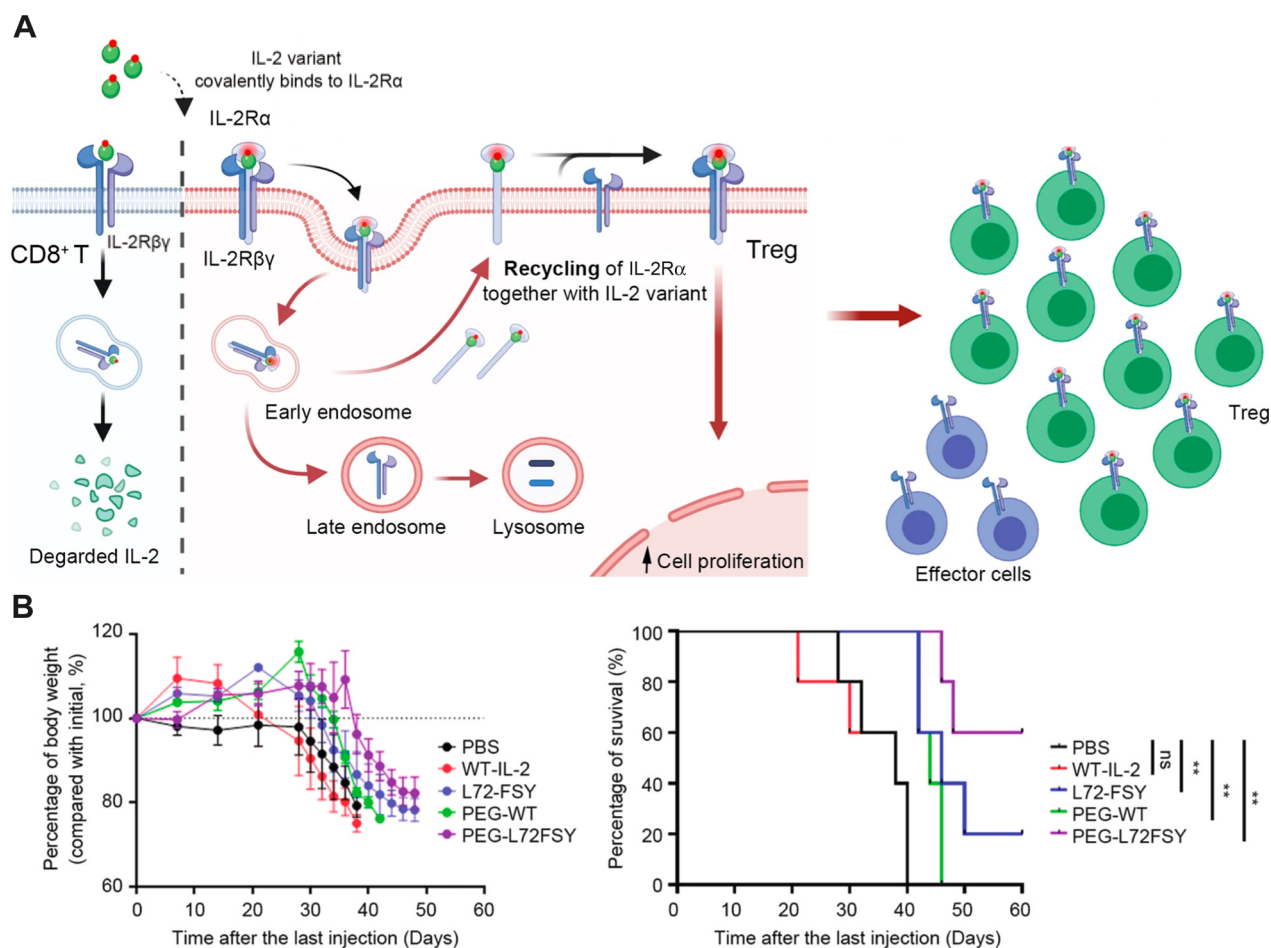 A
IL-2 variant
covalently binds to IL-2Rα
IL-2Rα
CD8⁺ T
IL-2Rβγ
IL-2Rβγ
Recycling of IL-2Rα
together with IL-2 variant
Treg
Early endosome
Late endosome
Lysosome
Degarded IL-2
Cell proliferation
Treg
Effector cells
B
Percentage of body weight
(compared with initial, %)
120
100
80
60
0 10 20 30 40 50 60
Time after the last injection (Days)
PBS
WT-IL-2
L72-FSY
PEG-WT
PEG-L72FSY
Percentage of srurvival (%)
100
80
60
40
20
0
0 10 20 30 40 50 60
Time after the last injection (Days)
PBS
WT-IL-2
L72-FSY
PEG-WT
PEG-L72FSY
ns
**
**
**